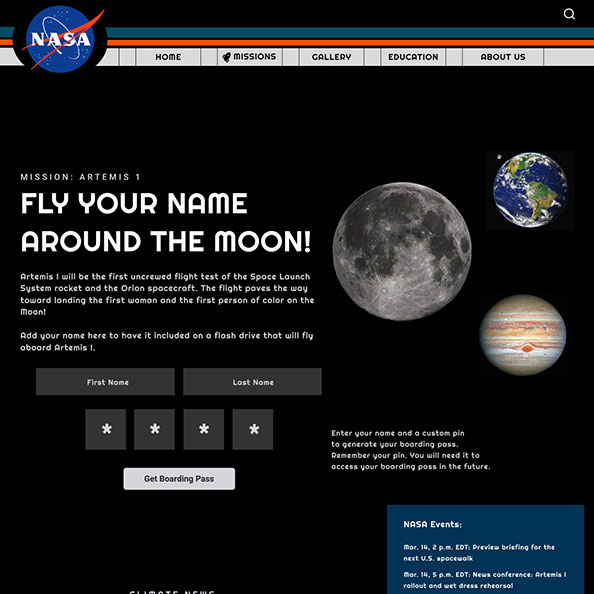 NASA
HOME
MISSIONS
GALLERY
EDUCATION
ABOUT US
MISSION: ARTEMIS 1
FLY YOUR NAME
AROUND THE MOON!
Artemis I will be the first uncrewed flight test of the Space Launch
System rocket and the Orion spacecraft. The flight paves the way
toward landing the first woman and the first person of color on the
Moon!
Add your name here to have it included on a flash drive that will fly
aboard Artemis I.
First Name
Last Name
* * * *
Get Boarding Pass
Enter your name and a custom pin
to generate your boarding pass.
Remember your pin. You will need it to
access your boarding pass in the future.
NASA Events:
Mar. 14, 2 p.m. EDT: Preview briefing for the
next U.S. spacewalk
Mar. 14, 5 p.m. EDT: News conference: Artemis I
rollout and wet dress rehearsal
CLIMATE NEWS